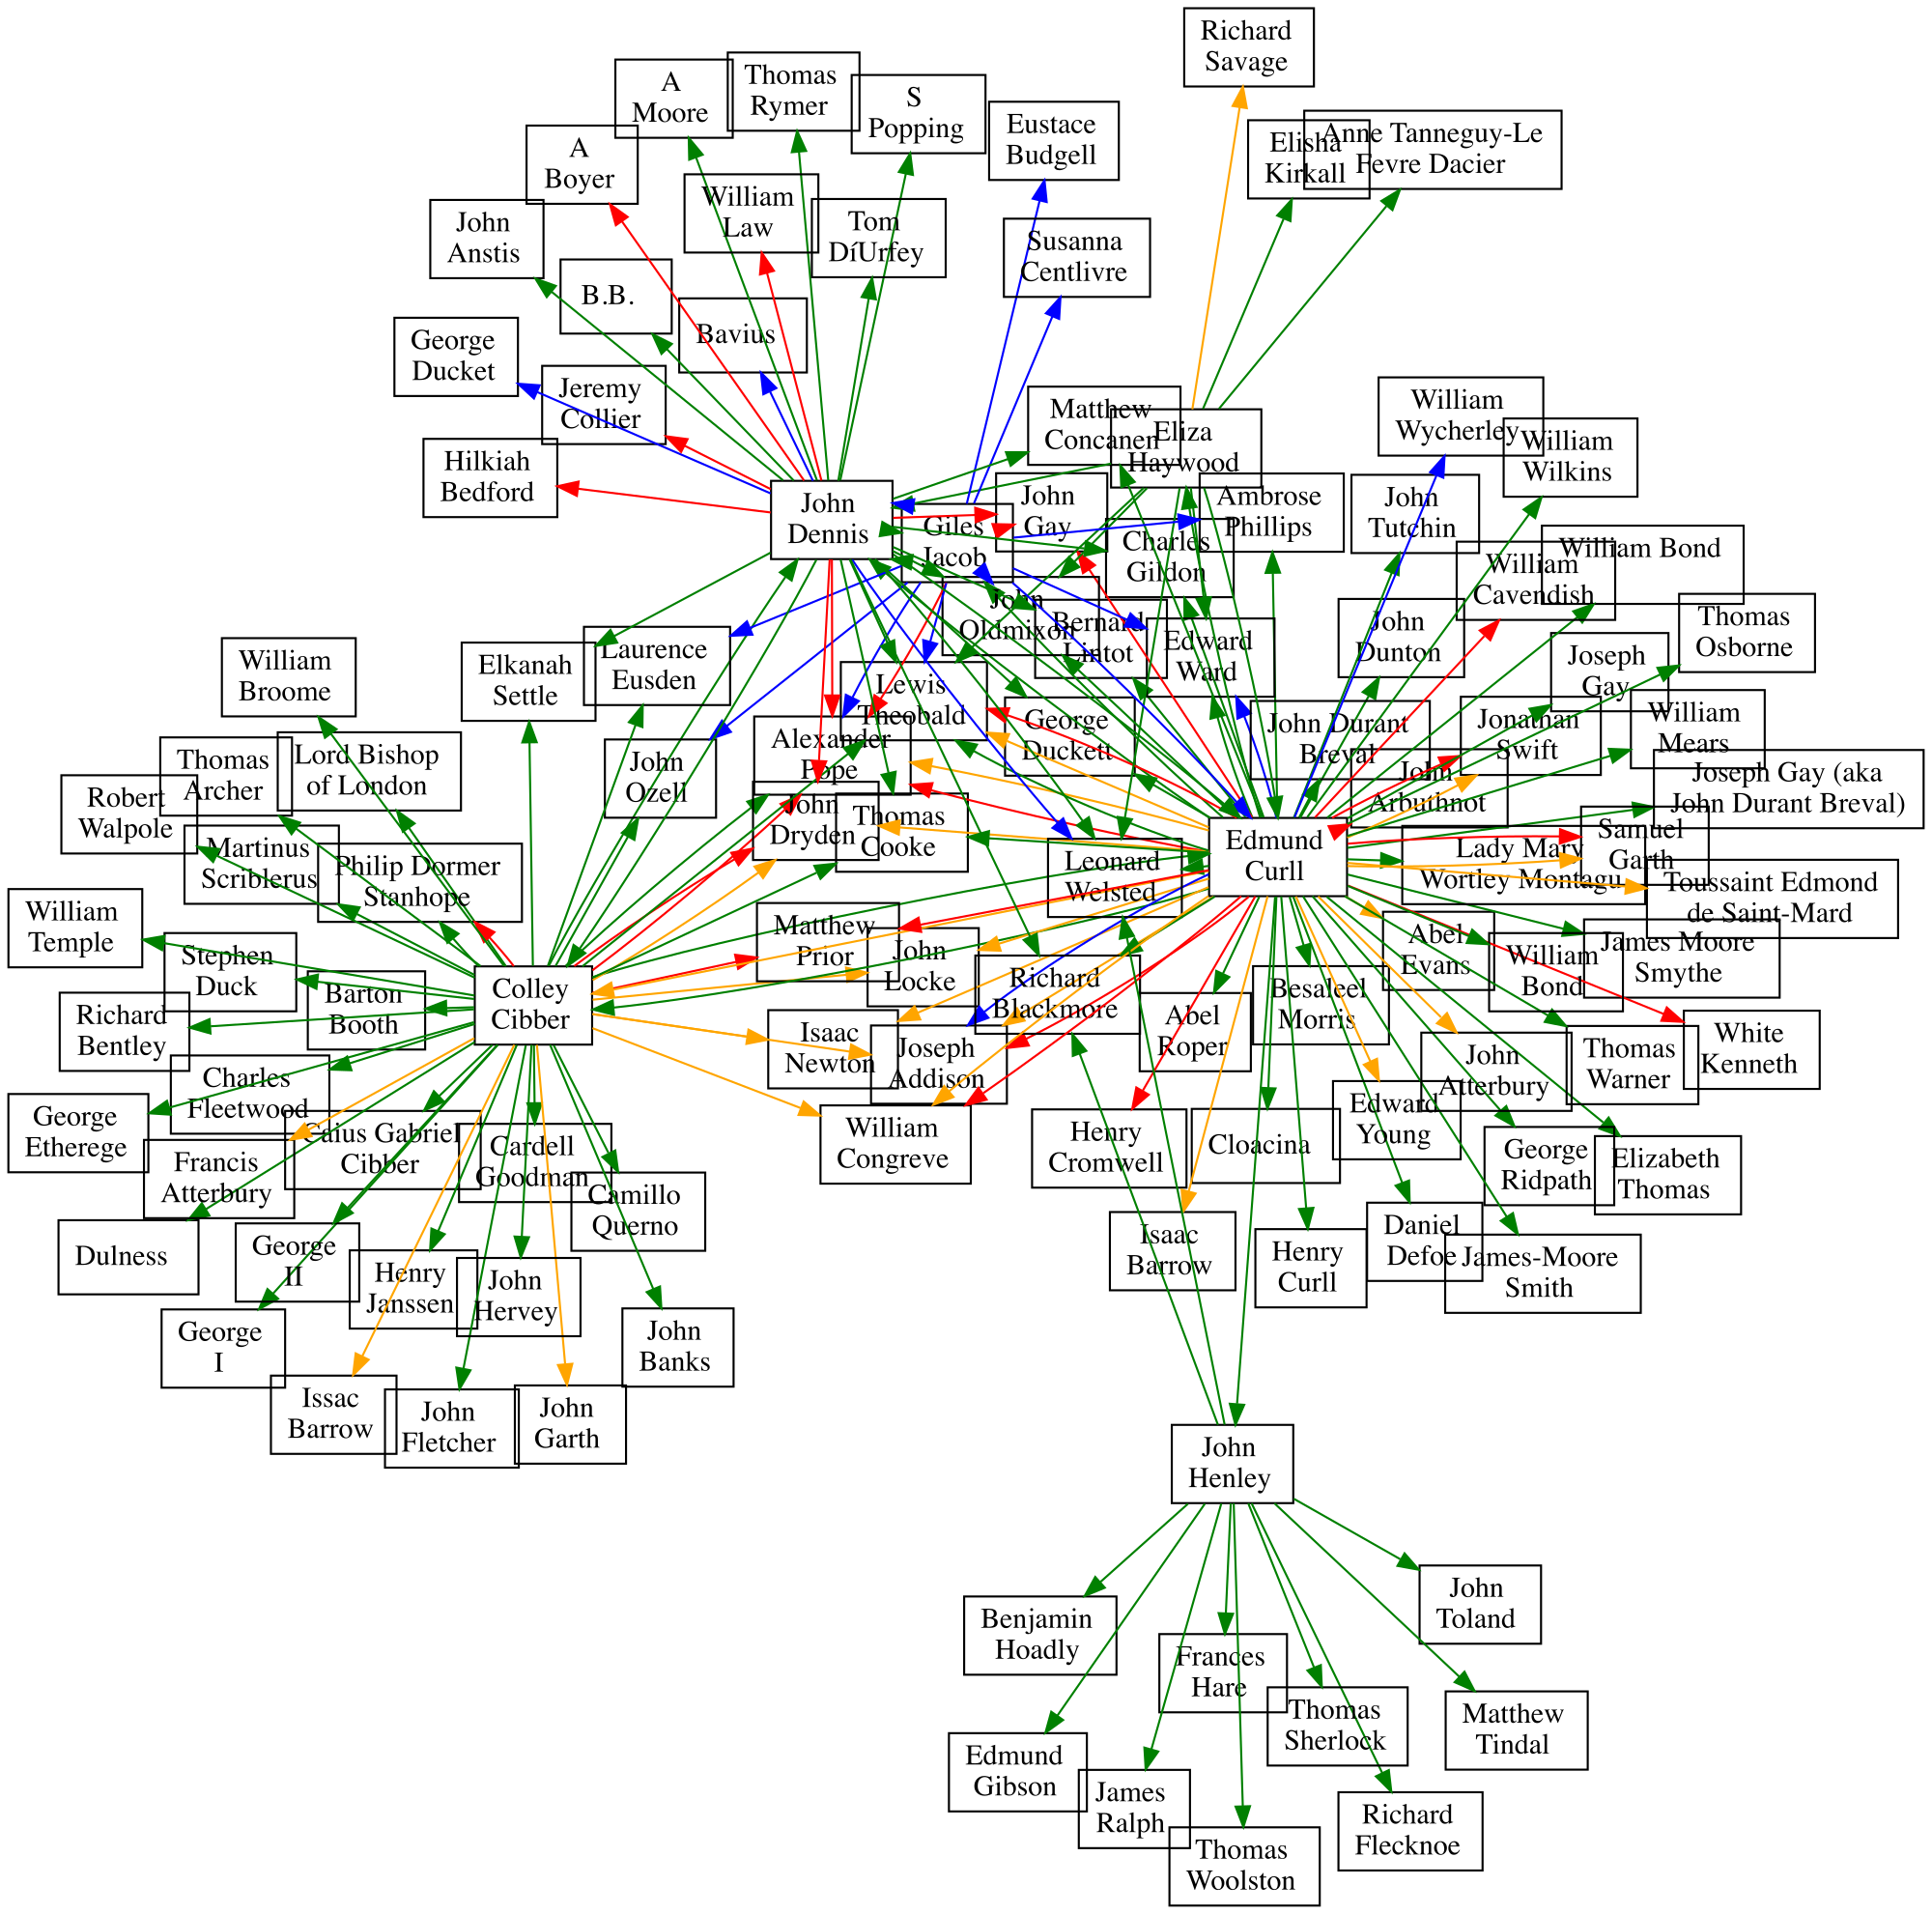 Richard
Savage
A
Moore
Thomas
Rymer
S
Popping
Eustace
Budgell
Elisha
Kirkall
Anne Tanneguy-Le
Fevre Dacier
A
Boyer
William
Law
Tom
DíUrfey
John
Anstis
Susanna
Centlivre
B.B.
Bavius
George
Ducket
Jeremy
Collier
Hilkiah
Bedford
John
Dennis
Giles
Jacob
John
Gay
Matthew
Concanen
Eliza
Haywood
Ambrose
Phillips
Charles
Gildon
William
Wycherley
William
Wilkins
John
Tutchin
William
Cavendish
William Bond
Thomas
Osborne
John
Dunton
Joseph
Gay
John
Oldmixon
Bernard
Lintot
Edward
Ward
William
Broome
Elkanah
Settle
Laurence
Eusden
Lewis
Theobald
George
Duckett
John Durant
Breval
Jonathan
Swift
William
Mears
Thomas
Archer
Lord Bishop
of London
John
Ozell
Alexander
Pope
John
Arbuthnot
Joseph Gay (aka
John Durant Breval)
Robert
Walpole
Martinus
Scriblerus
Philip Dormer
Stanhope
John
Dryden
Thomas
Cooke
Leonard
Welsted
Edmund
Curll
Lady Mary
Wortley Montagu
Samuel
Garth
Toussaint Edmond
de Saint-Mard
William
Temple
Stephen
Duck
Barton
Booth
Colley
Cibber
Matthew
Prior
John
Locke
Richard
Blackmore
Abel
Roper
Besaleel
Morris
Abel
Evans
William
Bond
James Moore
Smythe
Richard
Bentley
Isaac
Newton
Joseph
Addison
John
Atterbury
Thomas
Warner
White
Kenneth
Charles
Fleetwood
George
Etherege
Francis
Atterbury
Caius Gabriel
Cibber
Cardell
Goodman
Camillo
Querno
William
Congreve
Henry
Cromwell
Cloacina
Edward
Young
George
Ridpath
Elizabeth
Thomas
Dulness
George
II
Henry
Janssen
John
Hervey
Isaac
Barrow
Henry
Curll
Daniel
Defoe
James-Moore
Smith
George
I
John
Banks
Issac
Barrow
John
Fletcher
John
Garth
John
Henley
Benjamin
Hoadly
Frances
Hare
John
Toland
Thomas
Sherlock
Matthew
Tindal
Edmund
Gibson
James
Ralph
Thomas
Woolston
Richard
Flecknoe